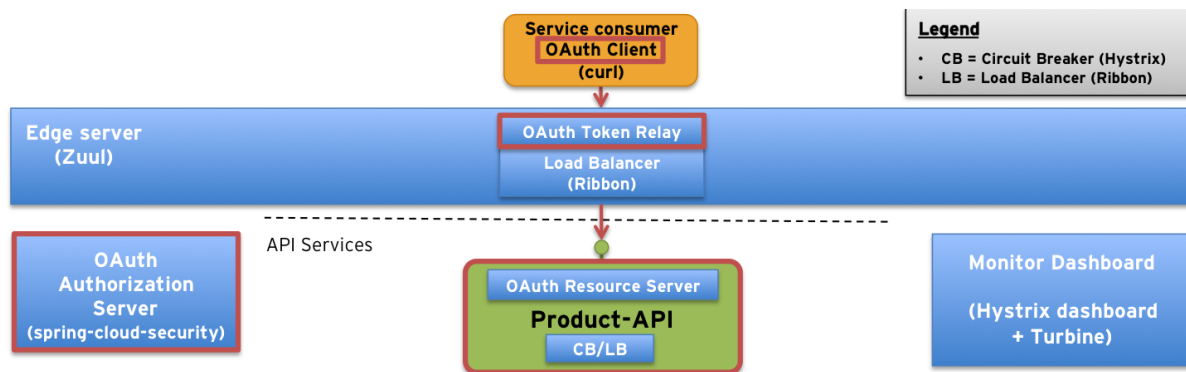 Service consumer
OAuth Client
(curl)
Legend
• CB = Circuit Breaker (Hystrix)
• LB = Load Balancer (Ribbon)
Edge server
(Zuul)
OAuth Token Relay
Load Balancer
(Ribbon)
API Services
OAuth
Authorization
Server
(spring-cloud-security)
OAuth Resource Server
Product-API
CB/LB
Monitor Dashboard
(Hystrix dashboard
+ Turbine)